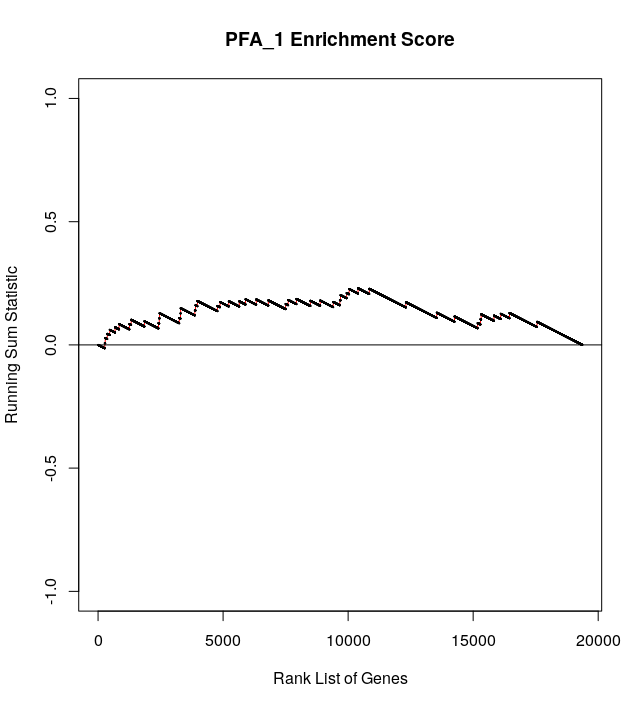 PFA_1 Enrichment Score
1.0
0.5
0.0
-0.5
-1.0
Running Sum Statistic
0 5000 10000 15000 20000
Rank List of Genes